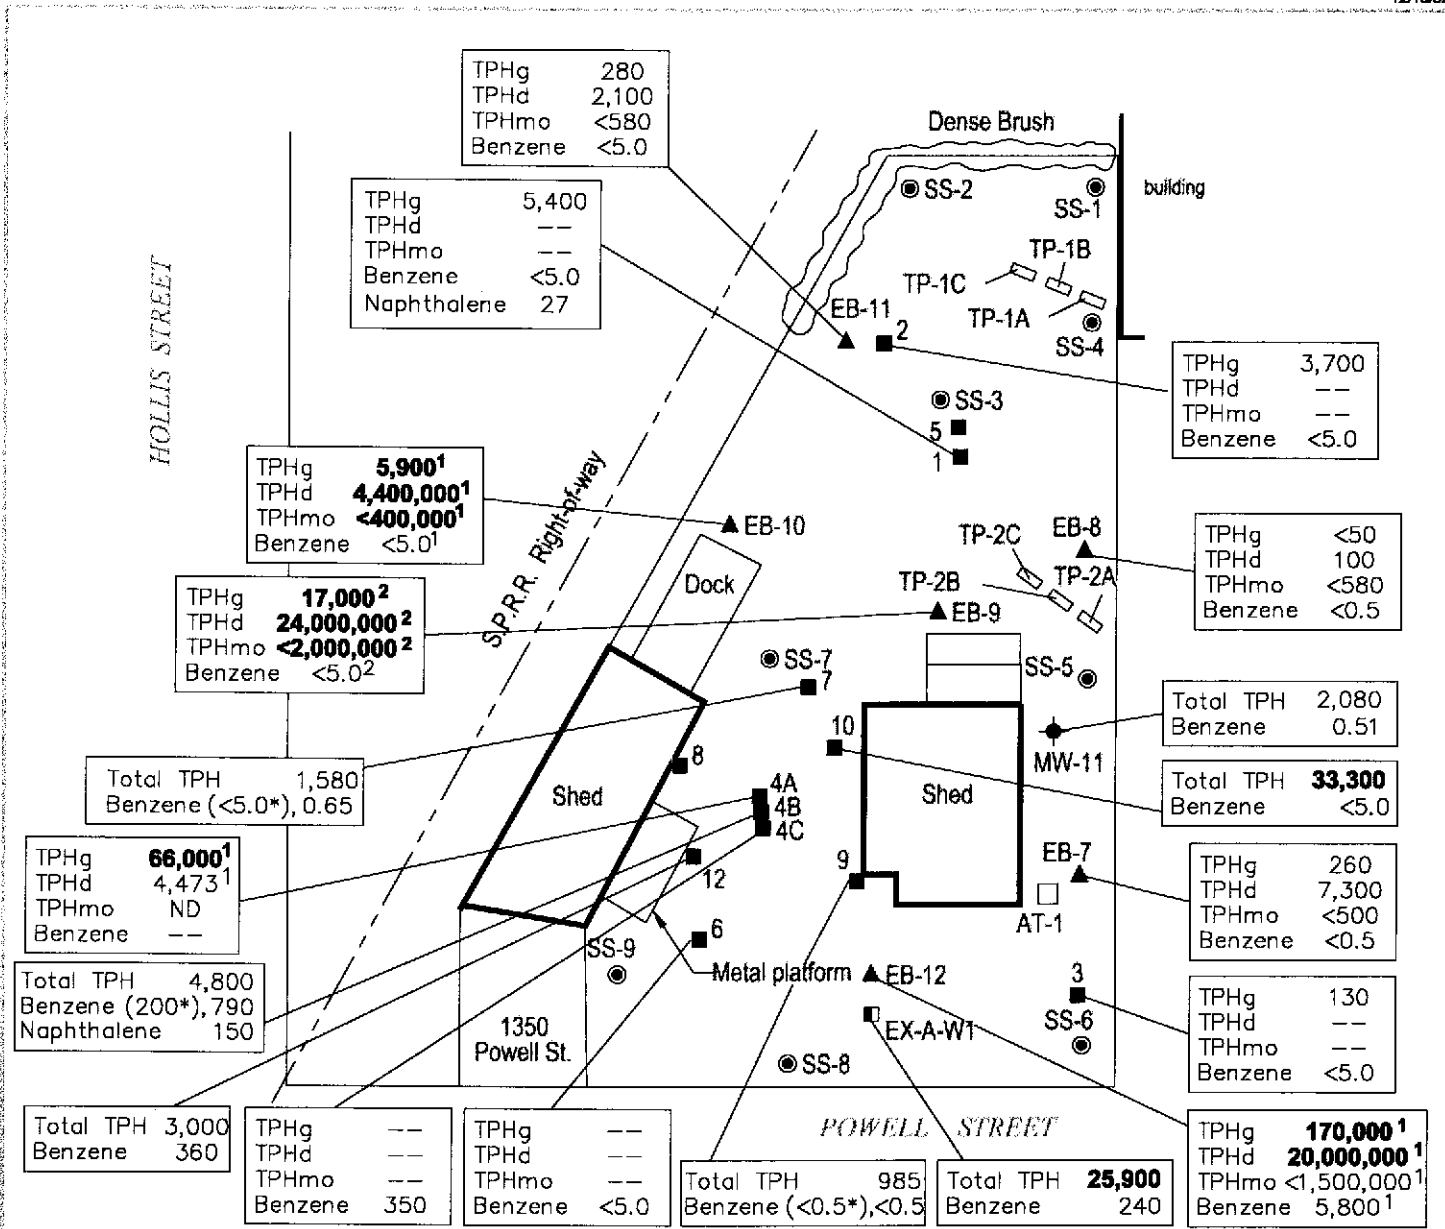 TPHg 280
TPHd 2,100
TPHmo <580
Benzene <5.0
Dense Brush
TPHg 5,400
TPHd --
TPHmo --
Benzene <5.0
Naphthalene 27
SS-2
SS-1
building
TP-1B
TP-1C
TP-1A
EB-11
2
SS-4
HOLLIS STREET
TPHg 3,700
TPHd --
TPHmo --
Benzene <5.0
SS-3
5
1
TPHg 5,900¹
TPHd 4,400,000¹
TPHmo <400,000¹
Benzene <5.0¹
S.P.R.R. Right-of-way
EB-10
TP-2C
EB-8
TPHg <50
TPHd 100
TPHmo <580
Benzene <0.5
Dock
TP-2B
TP-2A
TPHg 17,000²
TPHd 24,000,000²
TPHmo <2,000,000²
Benzene <5.0²
EB-9
SS-7
7
SS-5
Total TPH 2,080
Benzene 0.51
10
MW-11
8
Total TPH 1,580
Benzene (<5.0*), 0.65
Shed
4A
4B
4C
Shed
Total TPH 33,300
Benzene <5.0
TPHg 66,000¹
TPHd 4,473¹
TPHmo ND
Benzene --
12
9
EB-7
AT-1
TPHg 260
TPHd 7,300
TPHmo <500
Benzene <0.5
SS-9
6
Metal platform
EB-12
3
Total TPH 4,800
Benzene (200*), 790
Naphthalene 150
TPHg 130
TPHd --
TPHmo --
Benzene <5.0
1350
Powell St.
EX-A-W1
SS-6
SS-8
Total TPH 3,000
Benzene 360
TPHg --
TPHd --
TPHmo --
Benzene 350
TPHg --
TPHd --
TPHmo --
Benzene <5.0
POWELL STREET
Total TPH 985
Benzene (<0.5*),<0.5
Total TPH 25,900
Benzene 240
TPHg 170,000¹
TPHd 20,000,000¹
TPHmo <1,500,000¹
Benzene 5,800¹